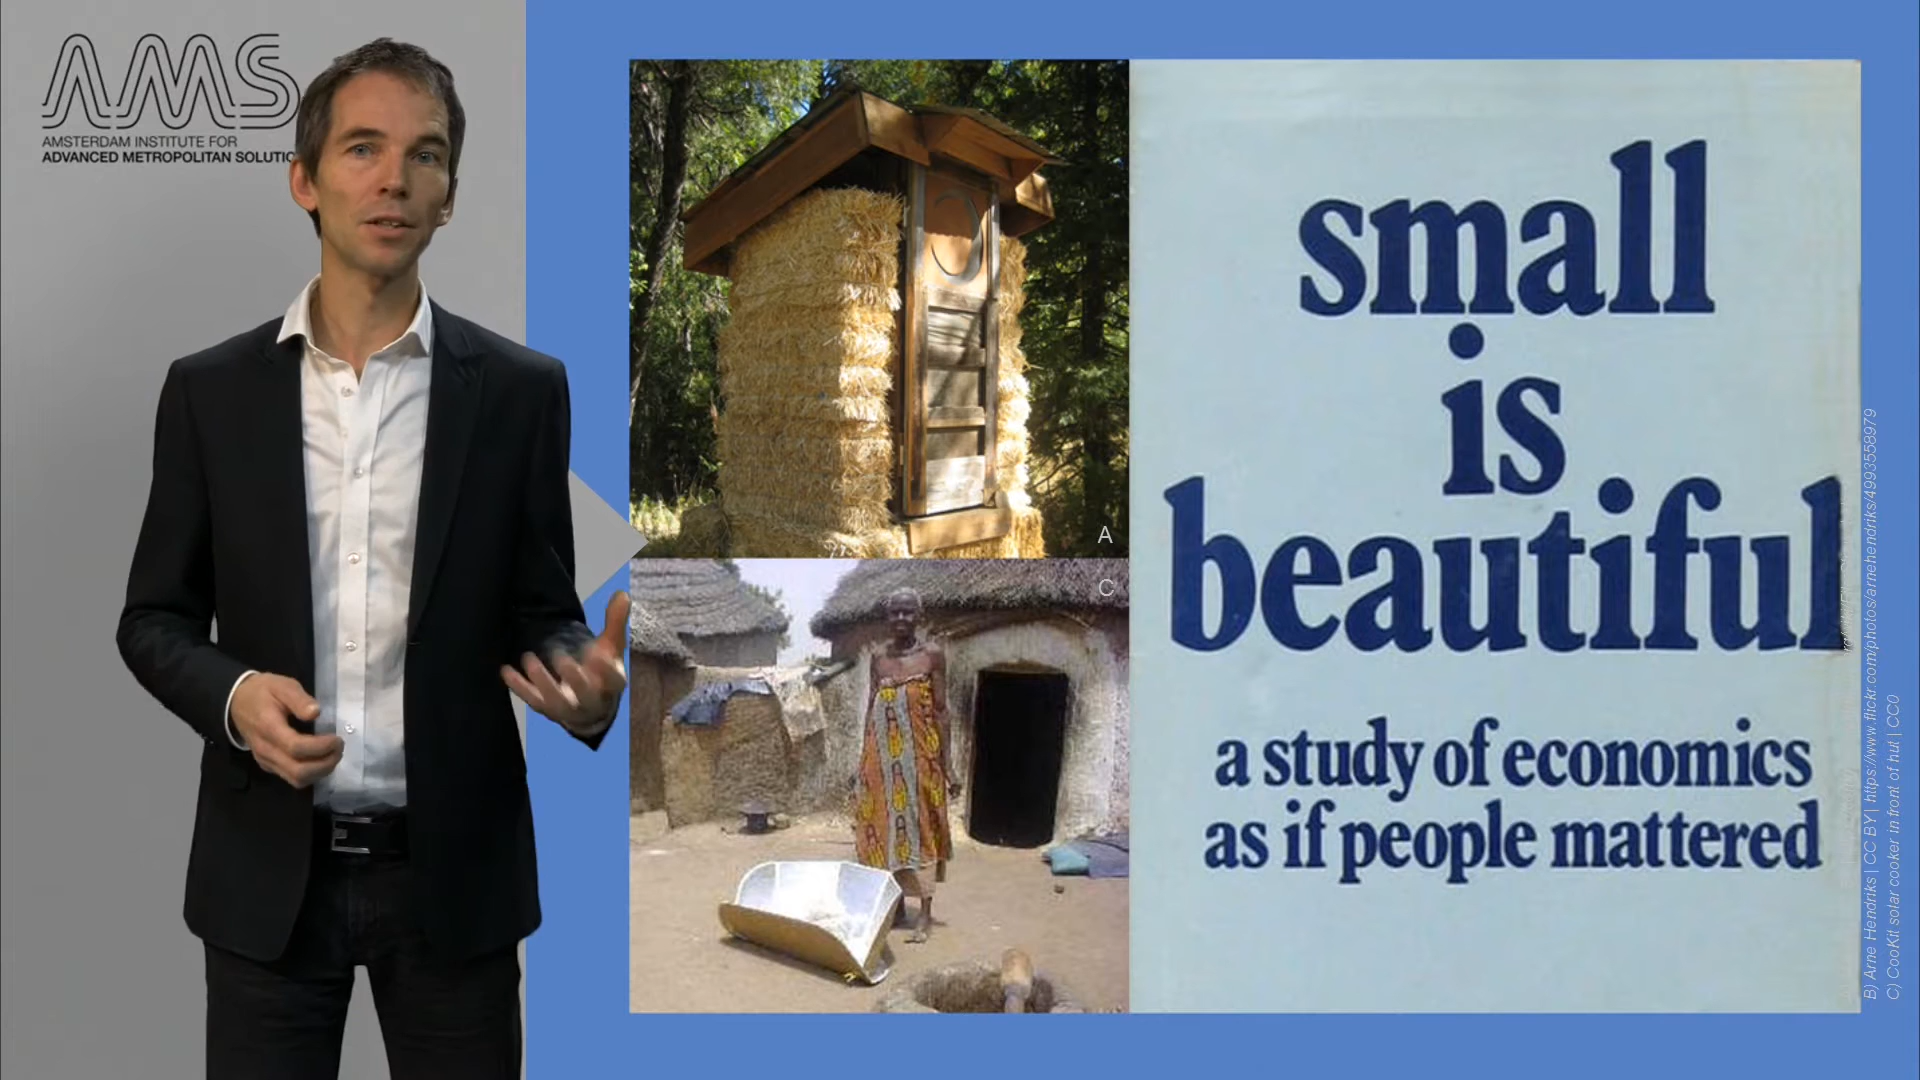 AMS
AMSTERDAM INSTITUTE FOR
ADVANCED METROPOLITAN SOLUTIO
A
C
small
is
beautiful
a study of economics
as if people mattered
B) Arne Hendriks | CC BY | https://www.flickr.com/photos/arnehendriks/4993558979
C) CooKit solar cooker in front of hut | CC0